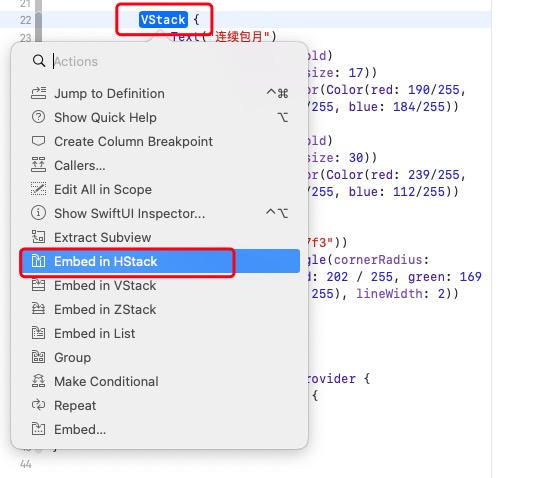 21
22 VStack {
23 Text("连续包月")
old)
size: 17))
or(Color(red: 190/255,
/255, blue: 184/255))
old)
size: 30))
or(Color(red: 239/255,
/255, blue: 112/255))
7f3"))
gle(cornerRadius:
d: 202 / 255, green: 169
255), lineWidth: 2))
rovider {
{
44
Actions
Jump to Definition ^⌘
Show Quick Help ⌥
Create Column Breakpoint
Callers...
Edit All in Scope
Show SwiftUI Inspector... ^⌥
Extract Subview
Embed in HStack
Embed in VStack
Embed in ZStack
Embed in List
Group
Make Conditional
Repeat
Embed...